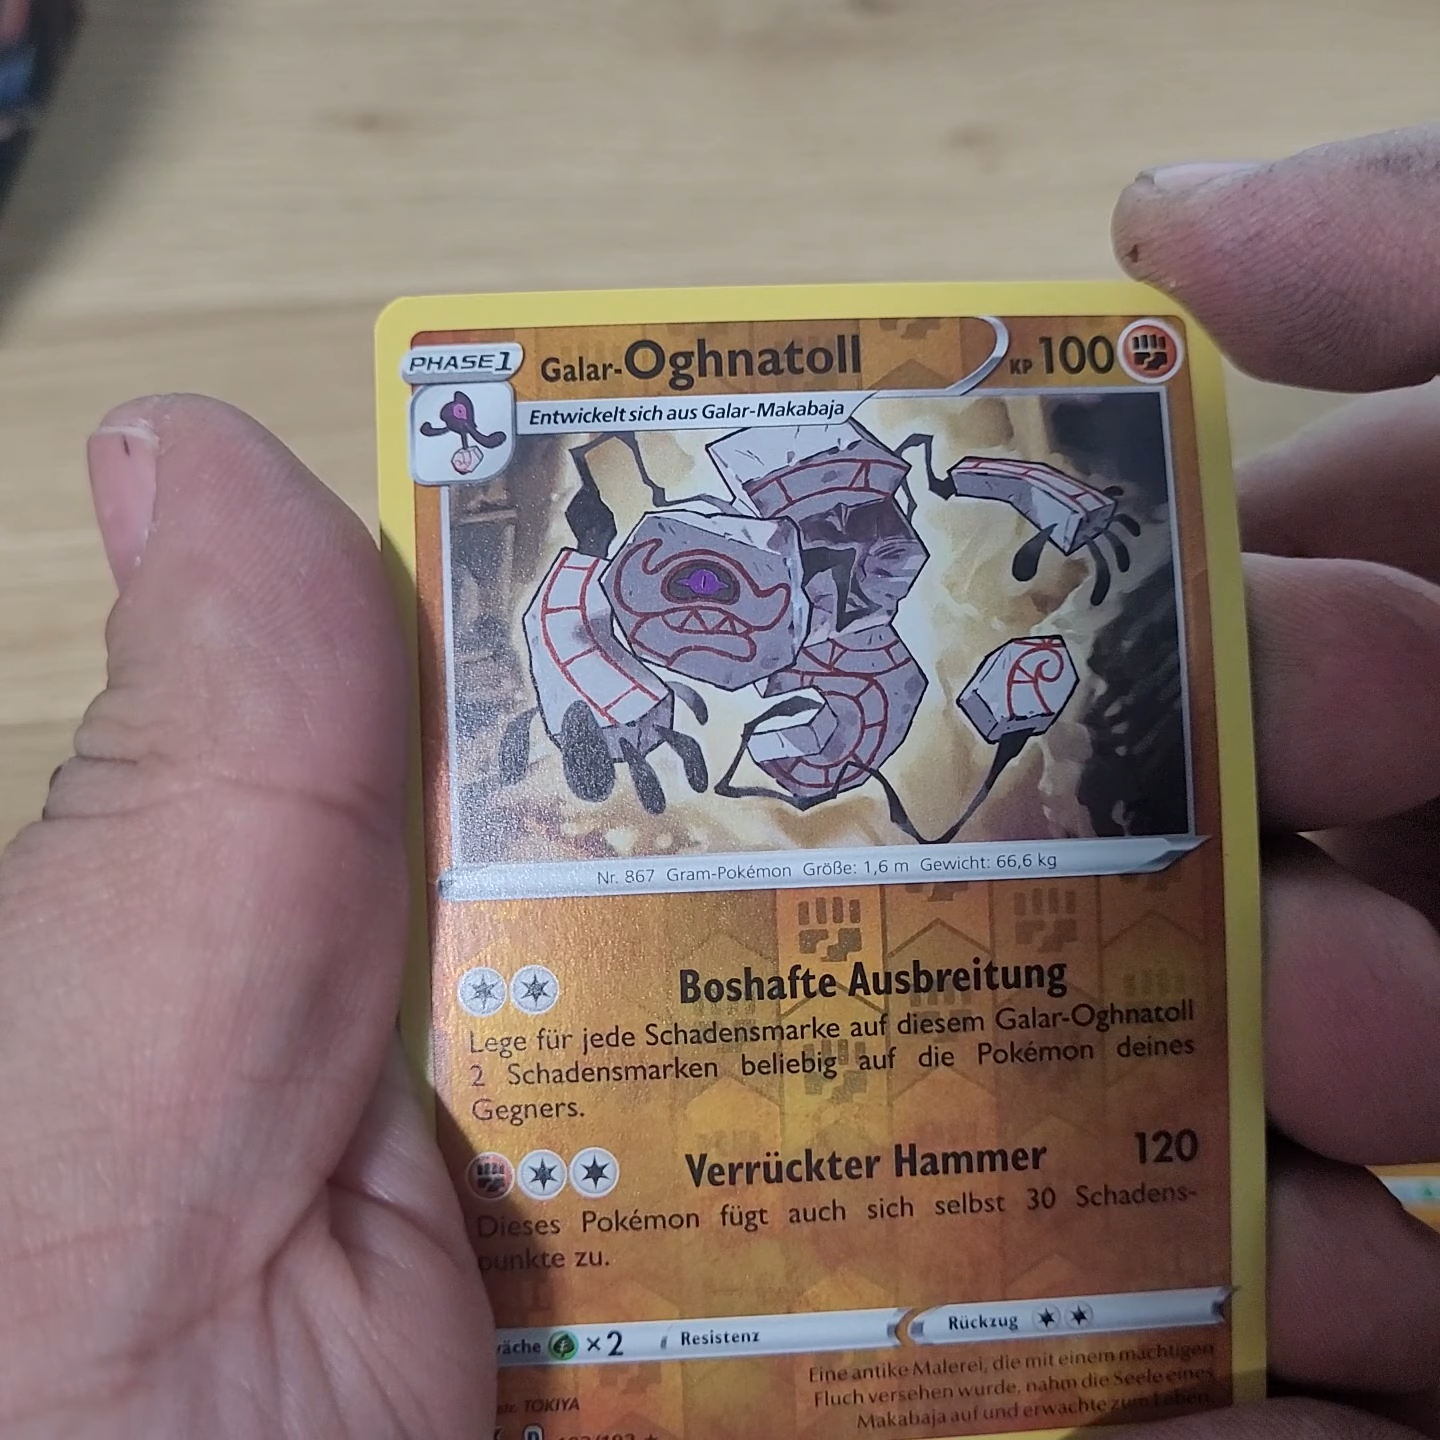 PHASE 1 Galar-Oghnatoll KP 100
Entwickelt sich aus Galar-Makabaja
Nr. 867 Gram-Pokémon Größe: 1,6 m Gewicht: 66,6 kg
Boshafte Ausbreitung
Lege für jede Schadensmarke auf diesem Galar-Oghnatoll
2 Schadensmarken beliebig auf die Pokémon deines
Gegners.
Verrückter Hammer 120
Dieses Pokémon fügt auch sich selbst 30 Schadens-
punkte zu.
×2 Resistenz Rückzug
Eine antike Malerei, die mit einem mächtigen
Fluch versehen wurde, nahm die Seele eines
Makabaja auf und erwachte zum Leben.
TOKIYA
D